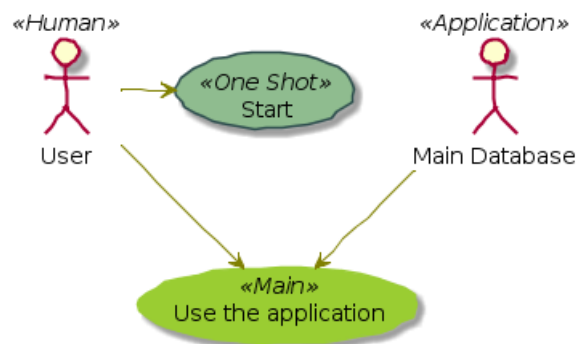 «Human»
User
«One Shot»
Start
«Application»
Main Database
«Main»
Use the application